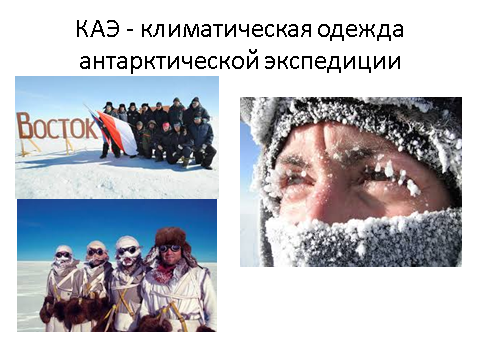 КАЭ - климатическая одежда
антарктической экспедиции
ВОСТОК